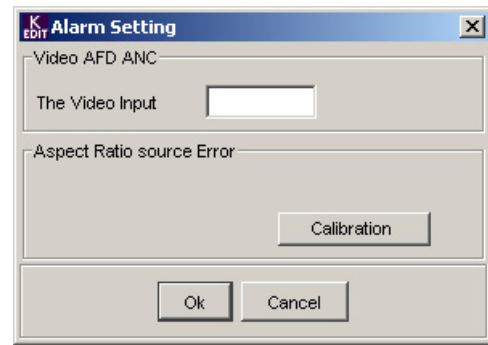 K EDIT Alarm Setting
Video AFD ANC
The Video Input
Aspect Ratio source Error
Calibration
Ok Cancel